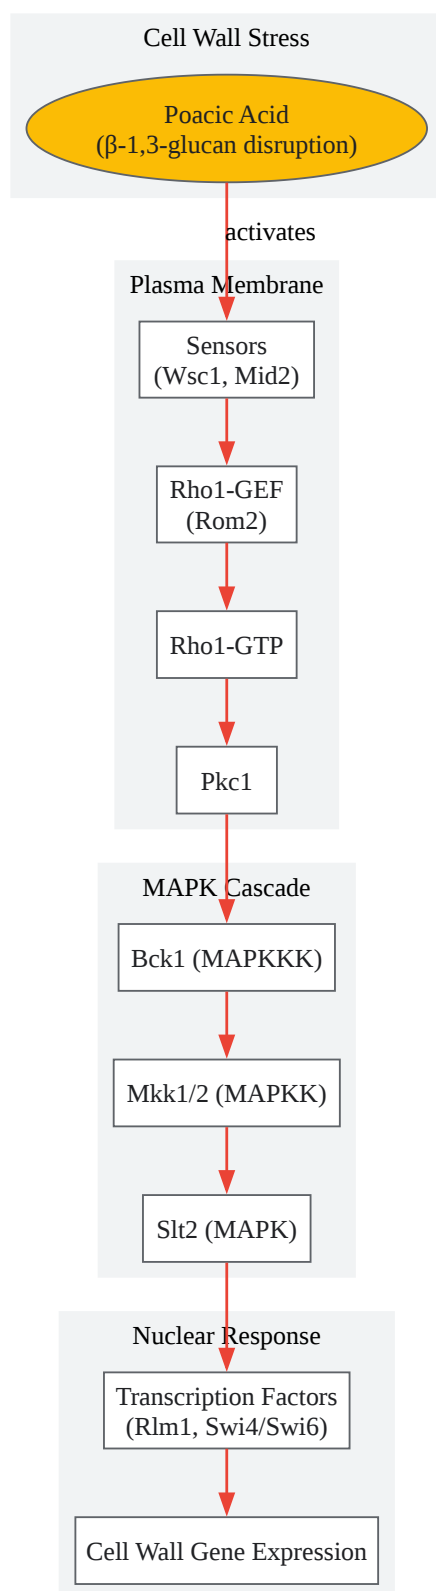 Cell Wall Stress
Poacic Acid
(β-1,3-glucan disruption)
activates
Plasma Membrane
Sensors
(Wsc1, Mid2)
Rho1-GEF
(Rom2)
Rho1-GTP
Pkc1
MAPK Cascade
Bck1 (MAPKKK)
Mkk1/2 (MAPKK)
Slt2 (MAPK)
Nuclear Response
Transcription Factors
(Rlm1, Swi4/Swi6)
Cell Wall Gene Expression